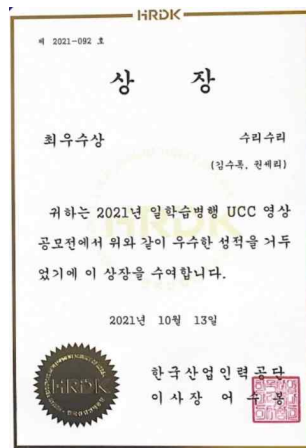 HRDK
제 2021-092 호
상 장
최우수상 수리수리
(김수록, 권세리)
귀하는 2021년 일학습병행 UCC 영상
공모전에서 위와 같이 우수한 성적을 거두
었기에 이 상장을 수여합니다.
2021년 10월 13일
한국산업인력공단
이사장 어수봉
HRDK